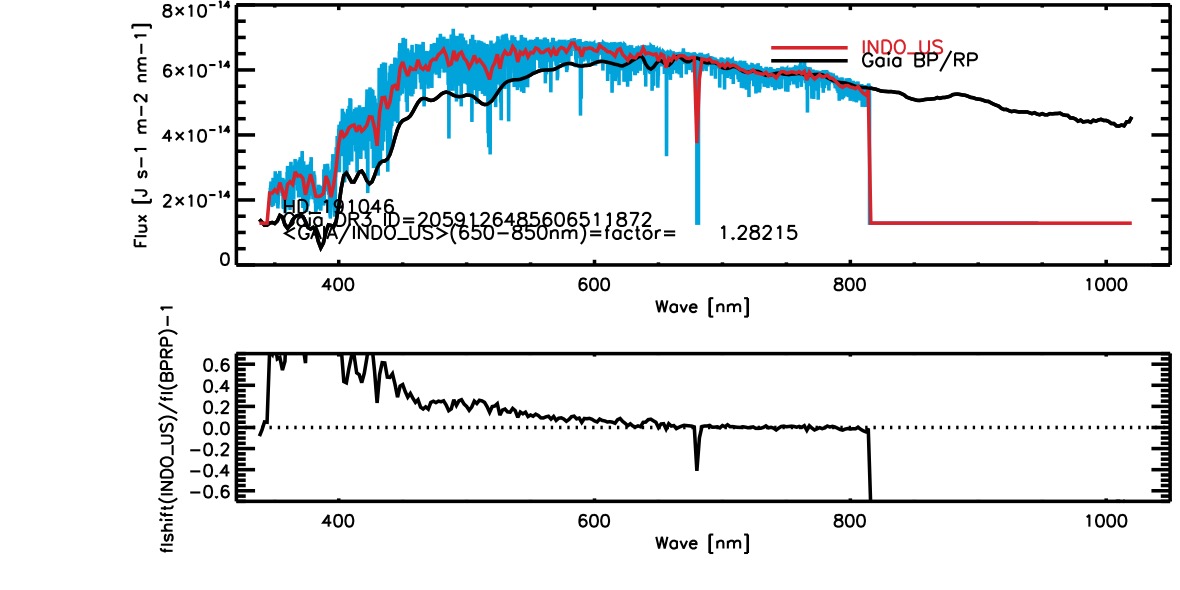 8×10−14
6×10−14
4×10−14
2×10−14
0
Flux [J s−1 m−2 nm−1]
INDO_US
Gaia BP/RP
HD_191046
Gaia DR3 ID=2059126485606511872
<GAIA/INDO_US>(650−850nm)=factor= 1.28215
400 600 800 1000
Wave [nm]
flshift(INDO_US)/fl(BPRP)−1
0.6
0.4
0.2
0.0
−0.2
−0.4
−0.6
400 600 800 1000
Wave [nm]